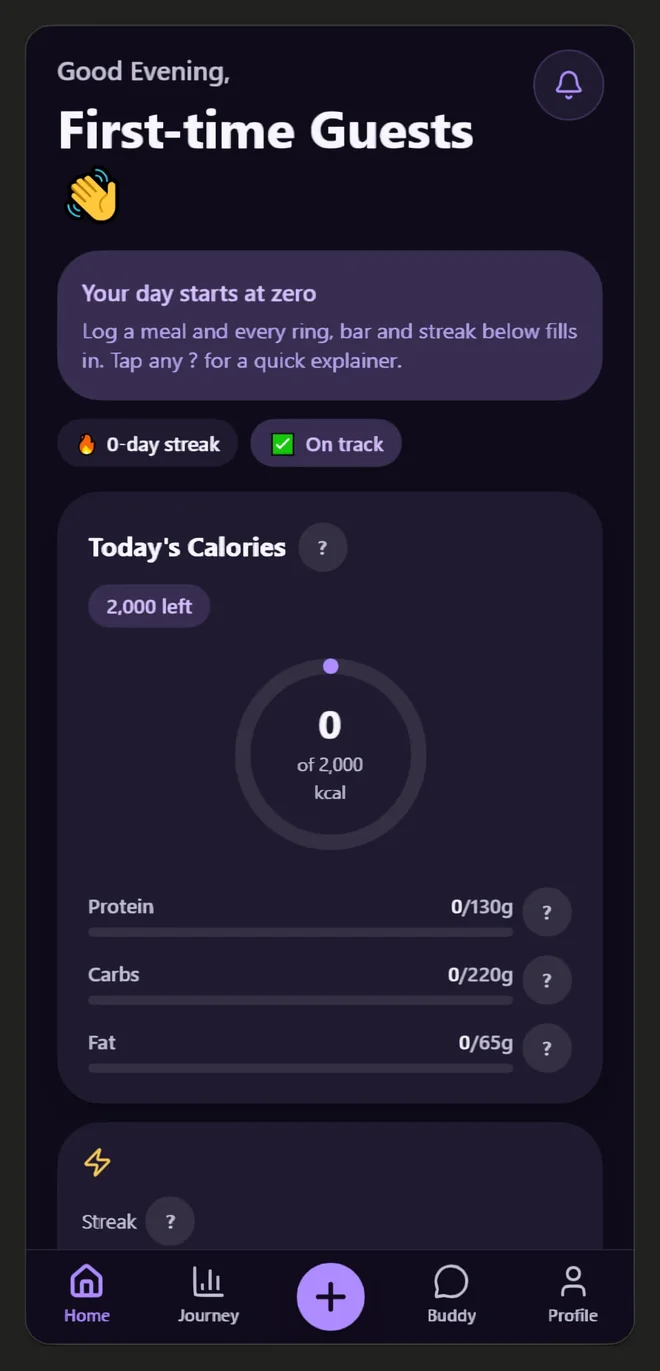 Good Evening,
First-time Guests
👋
Your day starts at zero
Log a meal and every ring, bar and streak below fills
in. Tap any ? for a quick explainer.
🔥 0-day streak
✅ On track
Today's Calories ?
2,000 left
0
of 2,000
kcal
Protein 0/130g ?
Carbs 0/220g ?
Fat 0/65g ?
Streak ?
Home
Journey
+
Buddy
Profile